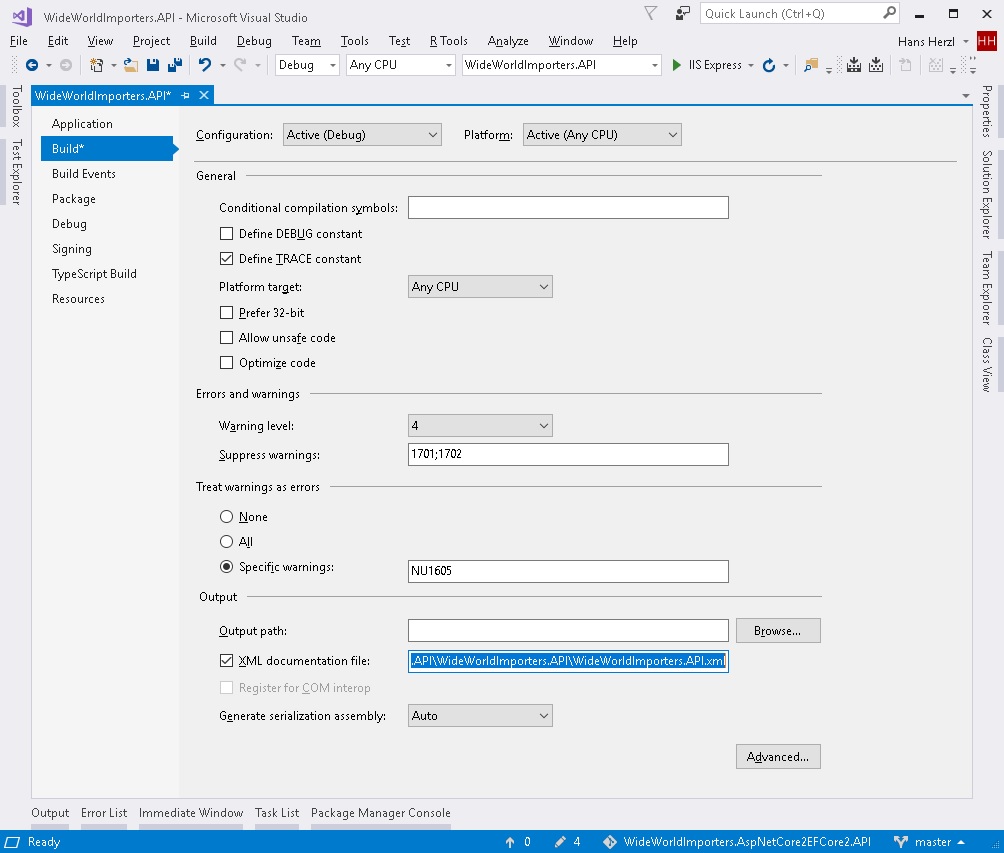 WideWorldImporters.API - Microsoft Visual Studio
Quick Launch (Ctrl+Q)
File Edit View Project Build Debug Team Tools Test R Tools Analyze Window Help
Hans Herzl HH
Debug Any CPU WideWorldImporters.API IIS Express
Toolbox
Test Explorer
WideWorldImporters.API*
Application
Build*
Build Events
Package
Debug
Signing
TypeScript Build
Resources
Configuration: Active (Debug) Platform: Active (Any CPU)
General
Conditional compilation symbols:
Define DEBUG constant
Define TRACE constant
Platform target: Any CPU
Prefer 32-bit
Allow unsafe code
Optimize code
Errors and warnings
Warning level: 4
Suppress warnings: 1701;1702
Treat warnings as errors
None
All
Specific warnings: NU1605
Output
Output path: Browse...
XML documentation file: .API\WideWorldImporters.API\WideWorldImporters.API.xml
Register for COM interop
Generate serialization assembly: Auto
Advanced...
Properties
Solution Explorer
Team Explorer
Class View
Output Error List Immediate Window Task List Package Manager Console
Ready 0 4 WideWorldImporters.AspNetCore2EFCore2.API master